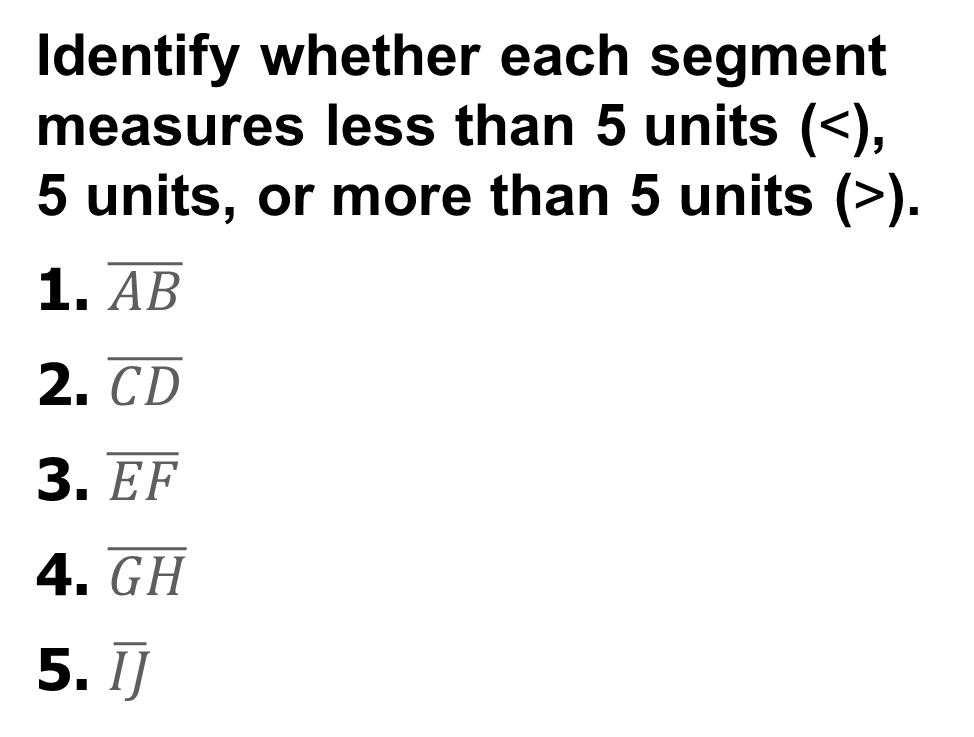 Identify whether each segment
measures less than 5 units (<),
5 units, or more than 5 units (>).
1. $\overline{AB}$
2. $\overline{CD}$
3. $\overline{EF}$
4. $\overline{GH}$
5. $\overline{IJ}$